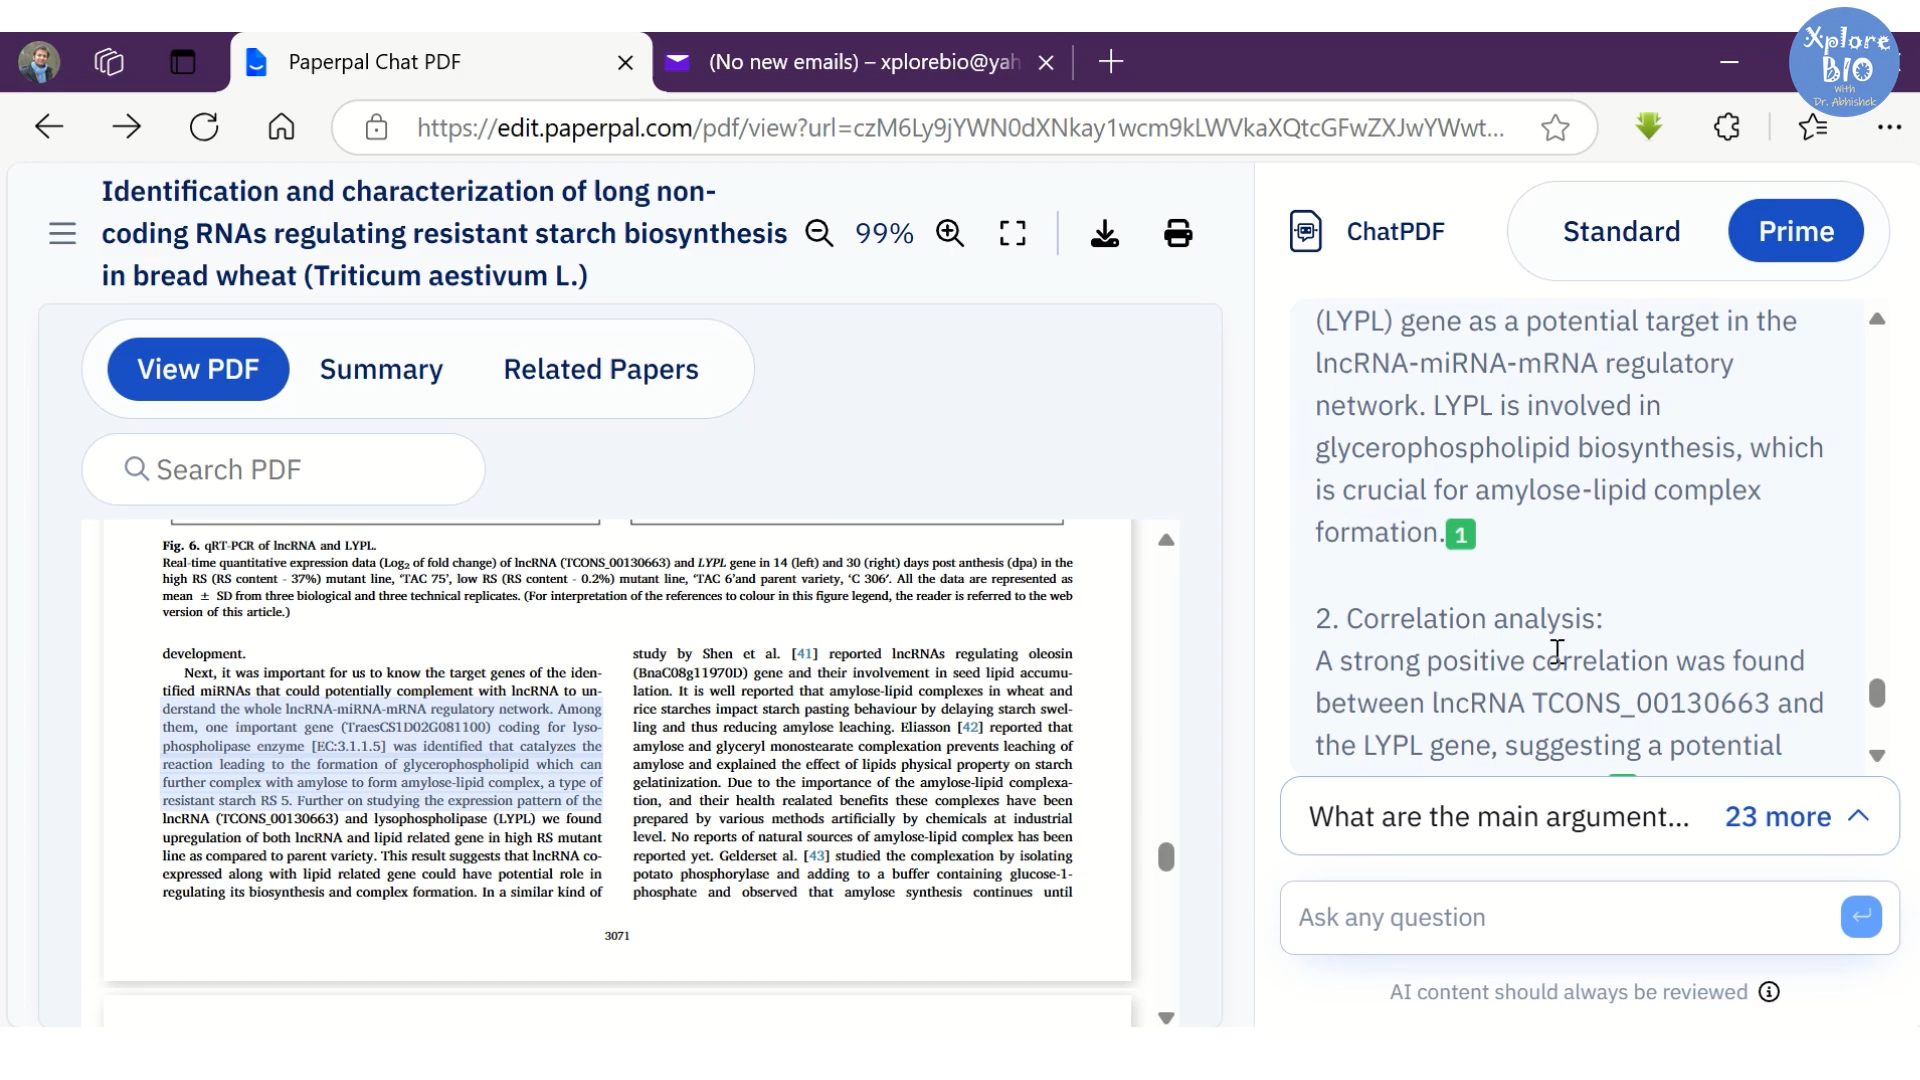 Xplore
BIO
with
Dr. Abhishek
Paperpal Chat PDF
(No new emails) – xplorebio@yah
https://edit.paperpal.com/pdf/view?url=czM6Ly9jYWN0dXNkay1wcm9kLWVkaXQtcGFwZXJwYWwt...
Identification and characterization of long non-
coding RNAs regulating resistant starch biosynthesis
in bread wheat (Triticum aestivum L.)
99%
View PDF
Summary
Related Papers
Search PDF
Fig. 6. qRT-PCR of lncRNA and LYPL.
Real-time quantitative expression data (Log₂ of fold change) of lncRNA (TCONS_00130663) and LYPL gene in 14 (left) and 30 (right) days post anthesis (dpa) in the
high RS (RS content - 37%) mutant line, ‘TAC 75’, low RS (RS content - 0.2%) mutant line, ‘TAC 6’and parent variety, ‘C 306’. All the data are represented as
mean ± SD from three biological and three technical replicates. (For interpretation of the references to colour in this figure legend, the reader is referred to the web
version of this article.)
development.
Next, it was important for us to know the target genes of the iden-
tified miRNAs that could potentially complement with lncRNA to un-
derstand the whole lncRNA-miRNA-mRNA regulatory network. Among
them, one important gene (TraesCS1D02G081100) coding for lyso-
phospholipase enzyme [EC:3.1.1.5] was identified that catalyzes the
reaction leading to the formation of glycerophospholipid which can
further complex with amylose to form amylose-lipid complex, a type of
resistant starch RS 5. Further on studying the expression pattern of the
lncRNA (TCONS_00130663) and lysophospholipase (LYPL) we found
upregulation of both lncRNA and lipid related gene in high RS mutant
line as compared to parent variety. This result suggests that lncRNA co-
expressed along with lipid related gene could have potential role in
regulating its biosynthesis and complex formation. In a similar kind of
study by Shen et al. [41] reported lncRNAs regulating oleosin
(BnaC08g11970D) gene and their involvement in seed lipid accumu-
lation. It is well reported that amylose-lipid complexes in wheat and
rice starches impact starch pasting behaviour by delaying starch swel-
ling and thus reducing amylose leaching. Eliasson [42] reported that
amylose and glyceryl monostearate complexation prevents leaching of
amylose and explained the effect of lipids physical property on starch
gelatinization. Due to the importance of the amylose-lipid complexa-
tion, and their health realated benefits these complexes have been
prepared by various methods artificially by chemicals at industrial
level. No reports of natural sources of amylose-lipid complex has been
reported yet. Gelderset al. [43] studied the complexation by isolating
potato phosphorylase and adding to a buffer containing glucose-1-
phosphate and observed that amylose synthesis continues until
3071
ChatPDF
Standard
Prime
(LYPL) gene as a potential target in the
lncRNA-miRNA-mRNA regulatory
network. LYPL is involved in
glycerophospholipid biosynthesis, which
is crucial for amylose-lipid complex
formation. 1
2. Correlation analysis:
A strong positive correlation was found
between lncRNA TCONS_00130663 and
the LYPL gene, suggesting a potential
What are the main argument...
23 more
Ask any question
AI content should always be reviewed